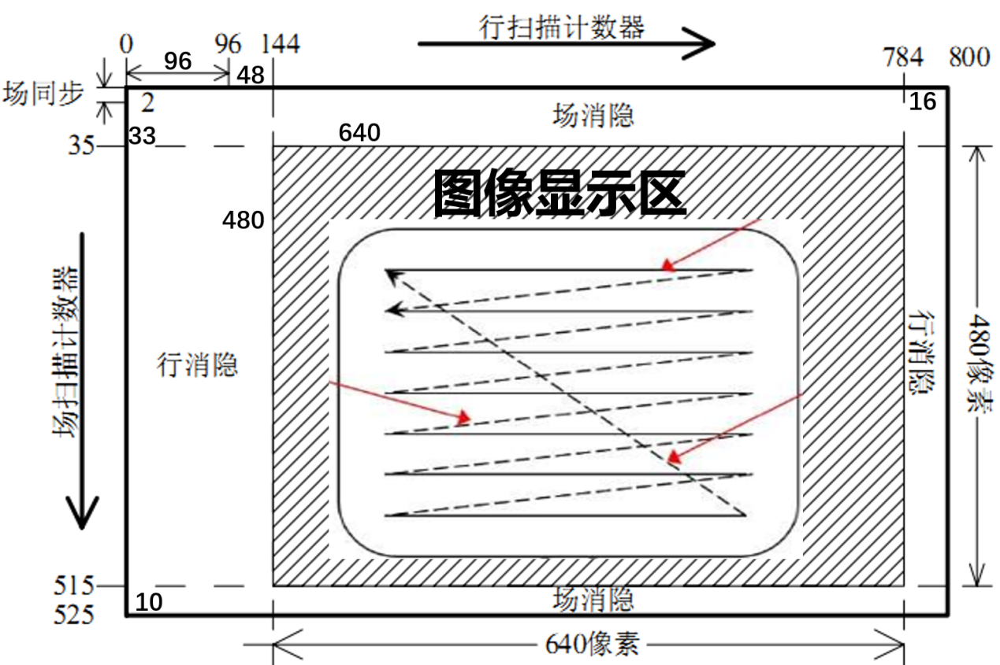 行扫描计数器
0
96
144
784
800
96
48
场同步
2
场消隐
16
33
35
640
图像显示区
480
场扫描计数器
行消隐
行消隐
480像素
515
10
场消隐
525
640像素